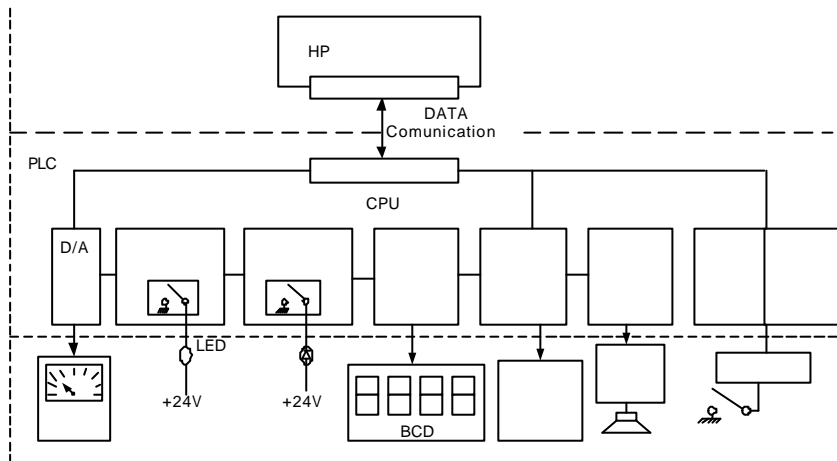 HP
DATA
Comunication
PLC
CPU
D/A
LED
+24V
+24V
BCD